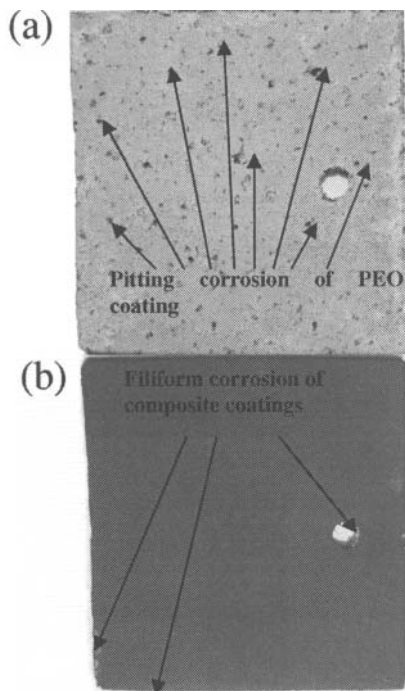 (a)
Pitting corrosion of PEO
coating
(b)
Filiform corrosion of
composite coatings